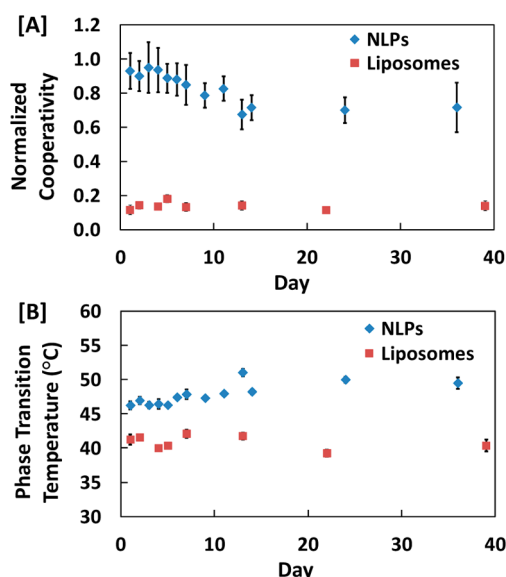 [A]
1.2
1.0
0.8
0.6
0.4
0.2
0.0
Normalized
Cooperativity
NLPs
Liposomes
0 10 20 30 40
Day
[B]
60
55
50
45
40
35
30
Phase Transition
Temperature (°C)
NLPs
Liposomes
0 10 20 30 40
Day